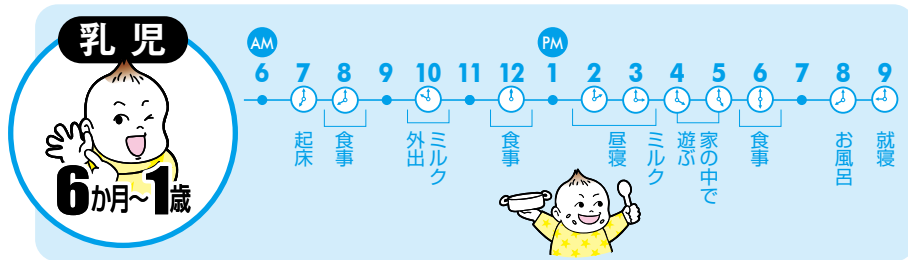 乳児
6か月〜1歳
AM
PM
6 7 8 9 10 11 12 1 2 3 4 5 6 7 8 9
起床
食事
外出
ミルク
食事
昼寝
ミルク
遊ぶ
家の中で
食事
お風呂
就寝